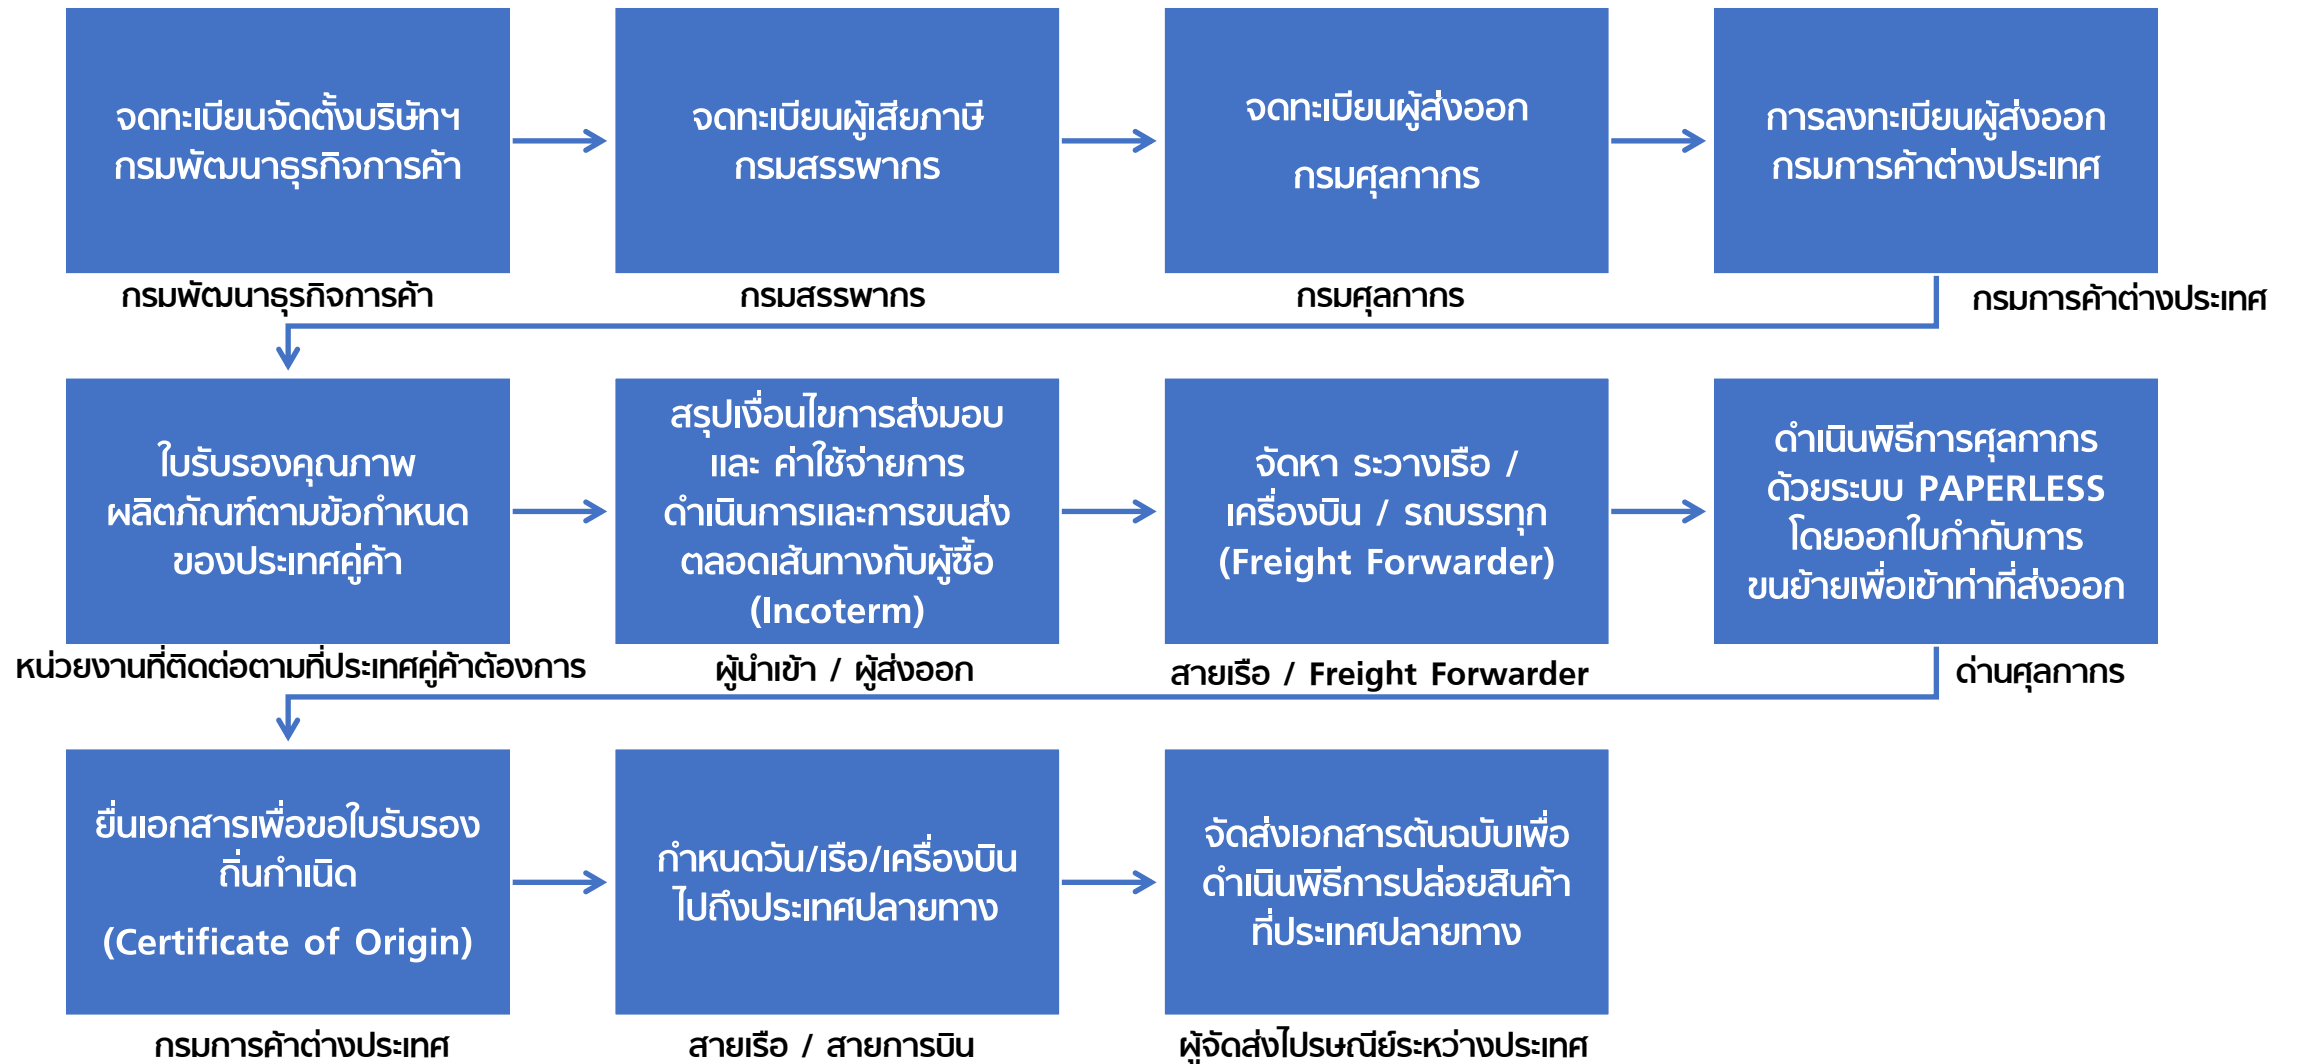 จดทะเบียนจัดตั้งบริษัทฯ
กรมพัฒนาธุรกิจการค้า
กรมพัฒนาธุรกิจการค้า
จดทะเบียนผู้เสียภาษี
กรมสรรพากร
กรมสรรพากร
จดทะเบียนผู้ส่งออก
กรมศุลกากร
กรมศุลกากร
การลงทะเบียนผู้ส่งออก
กรมการค้าต่างประเทศ
กรมการค้าต่างประเทศ
ใบรับรองคุณภาพ
ผลิตภัณฑ์ตามข้อกำหนด
ของประเทศคู่ค้า
หน่วยงานที่ติดต่อตามที่ประเทศคู่ค้าต้องการ
สรุปเงื่อนไขการส่งมอบ
และ ค่าใช้จ่ายการ
ดำเนินการและการขนส่ง
ตลอดเส้นทางกับผู้ซื้อ
(Incoterm)
ผู้นำเข้า / ผู้ส่งออก
จัดหา ระวางเรือ /
เครื่องบิน / รถบรรทุก
(Freight Forwarder)
สายเรือ / Freight Forwarder
ดำเนินพิธีการศุลกากร
ด้วยระบบ PAPERLESS
โดยออกใบกำกับการ
ขนย้ายเพื่อเข้าท่าที่ส่งออก
ด่านศุลกากร
ยื่นเอกสารเพื่อขอใบรับรอง
ถิ่นกำเนิด
(Certificate of Origin)
กรมการค้าต่างประเทศ
กำหนดวัน/เรือ/เครื่องบิน
ไปถึงประเทศปลายทาง
สายเรือ / สายการบิน
จัดส่งเอกสารต้นฉบับเพื่อ
ดำเนินพิธีการปล่อยสินค้า
ที่ประเทศปลายทาง
ผู้จัดส่งไปรษณีย์ระหว่างประเทศ